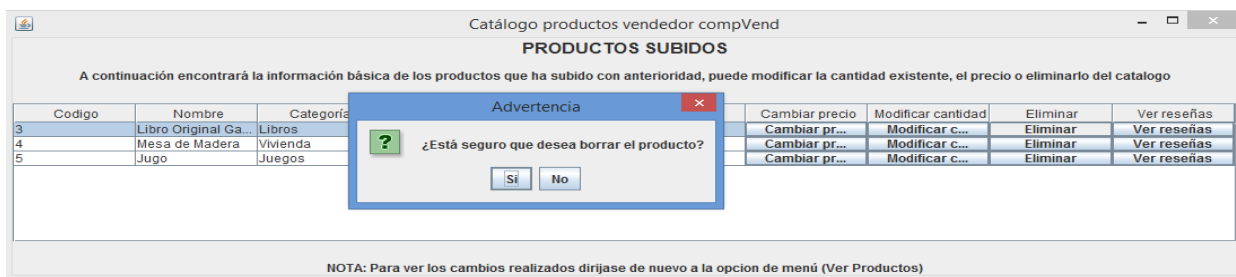 Catálogo productos vendedor compVend
PRODUCTOS SUBIDOS
A continuación encontrará la información básica de los productos que ha subido con anterioridad, puede modificar la cantidad existente, el precio o eliminarlo del catalogo
Codigo Nombre Categoría Cambiar precio Modificar cantidad Eliminar Ver reseñas
3 Libro Original Ga... Libros Cambiar pr... Modificar c... Eliminar Ver reseñas
4 Mesa de Madera Vivienda Cambiar pr... Modificar c... Eliminar Ver reseñas
5 Jugo Juegos Cambiar pr... Modificar c... Eliminar Ver reseñas
Advertencia
¿Está seguro que desea borrar el producto?
Si No
NOTA: Para ver los cambios realizados dirijase de nuevo a la opcion de menú (Ver Productos)